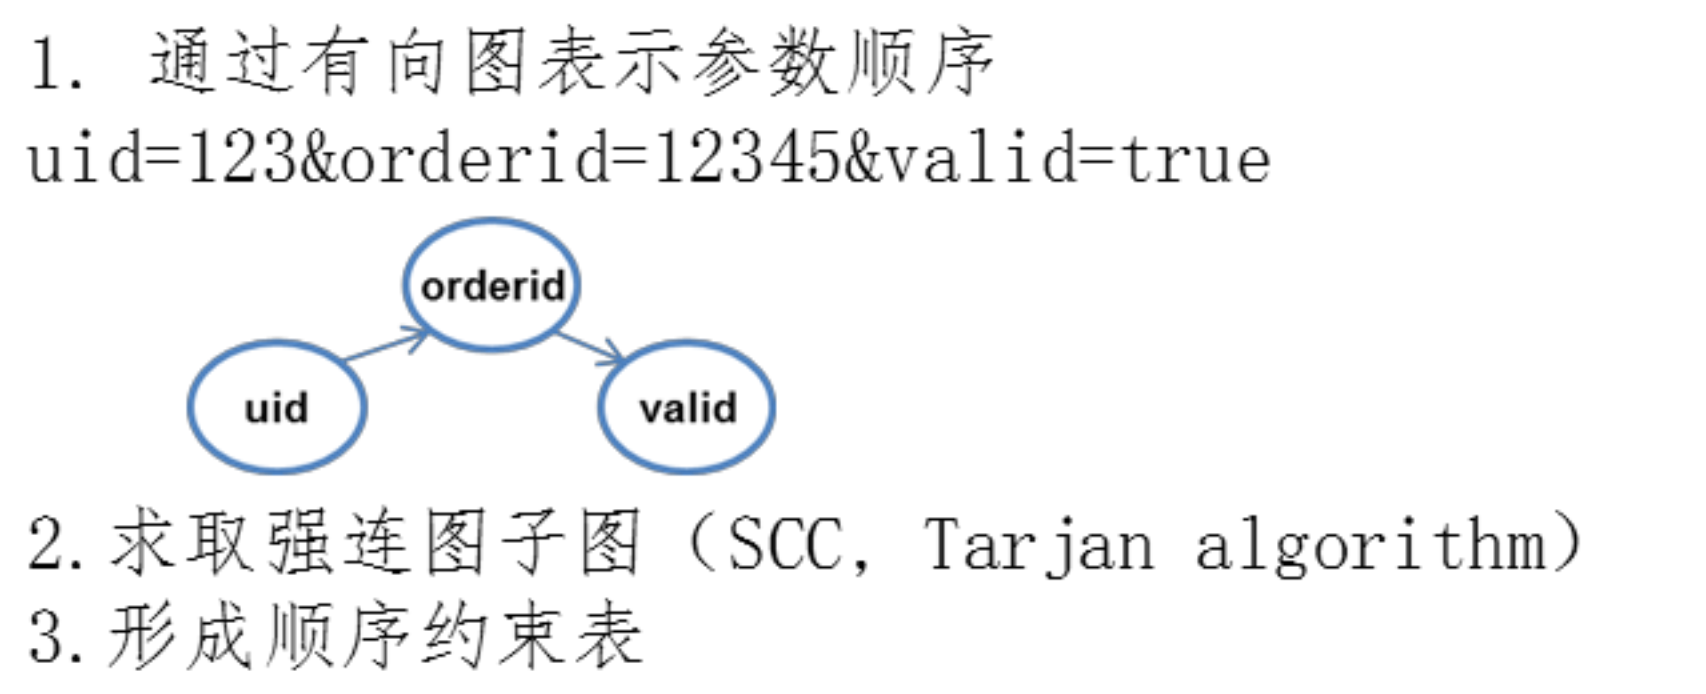 1. 通过有向图表示参数顺序
uid=123&orderid=12345&valid=true
orderid
uid
valid
2.求取强连图子图（SCC，Tarjan algorithm）
3.形成顺序约束表